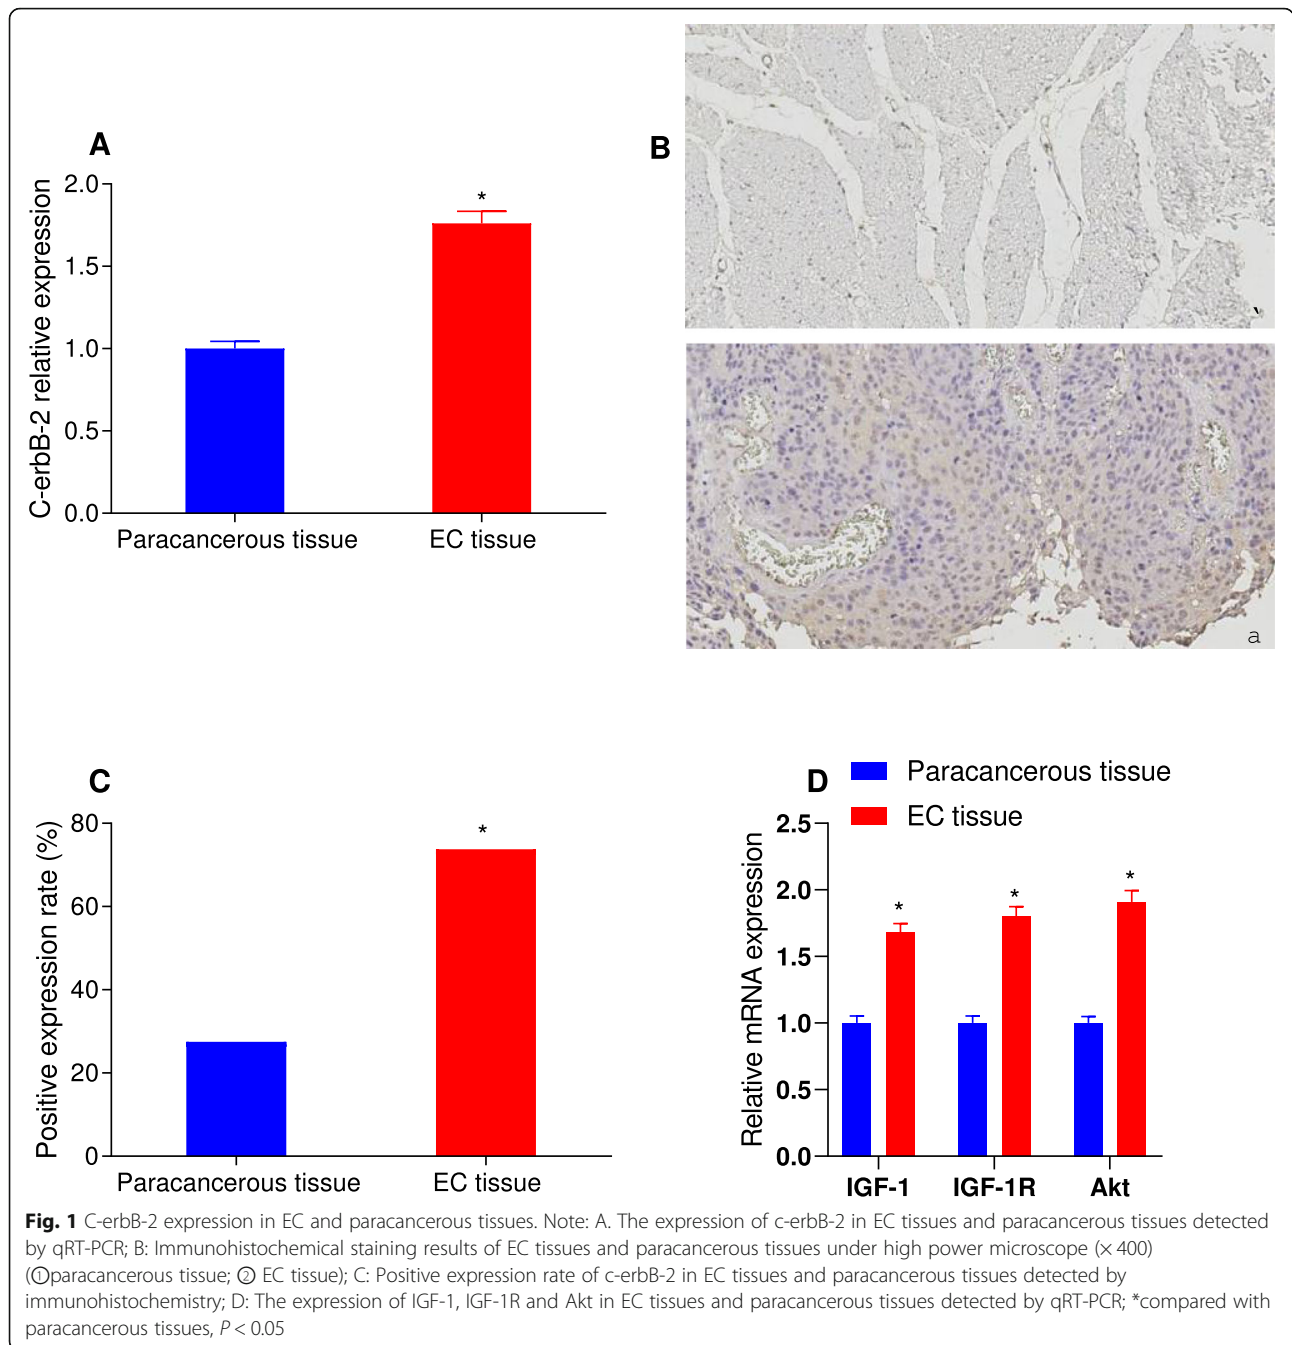 A
C-erbB-2 relative expression
2.0
1.5
1.0
0.5
0.0
*
Paracancerous tissue
EC tissue
B
a
C
Positive expression rate (%)
80
60
40
20
0
*
Paracancerous tissue
EC tissue
D
Paracancerous tissue
EC tissue
Relative mRNA expression
2.5
2.0
1.5
1.0
0.5
0.0
*
*
*
IGF-1
IGF-1R
Akt
Fig. 1 C-erbB-2 expression in EC and paracancerous tissues. Note: A. The expression of c-erbB-2 in EC tissues and paracancerous tissues detected
by qRT-PCR; B: Immunohistochemical staining results of EC tissues and paracancerous tissues under high power microscope (× 400)
(①paracancerous tissue; ② EC tissue); C: Positive expression rate of c-erbB-2 in EC tissues and paracancerous tissues detected by
immunohistochemistry; D: The expression of IGF-1, IGF-1R and Akt in EC tissues and paracancerous tissues detected by qRT-PCR; *compared with
paracancerous tissues, P < 0.05